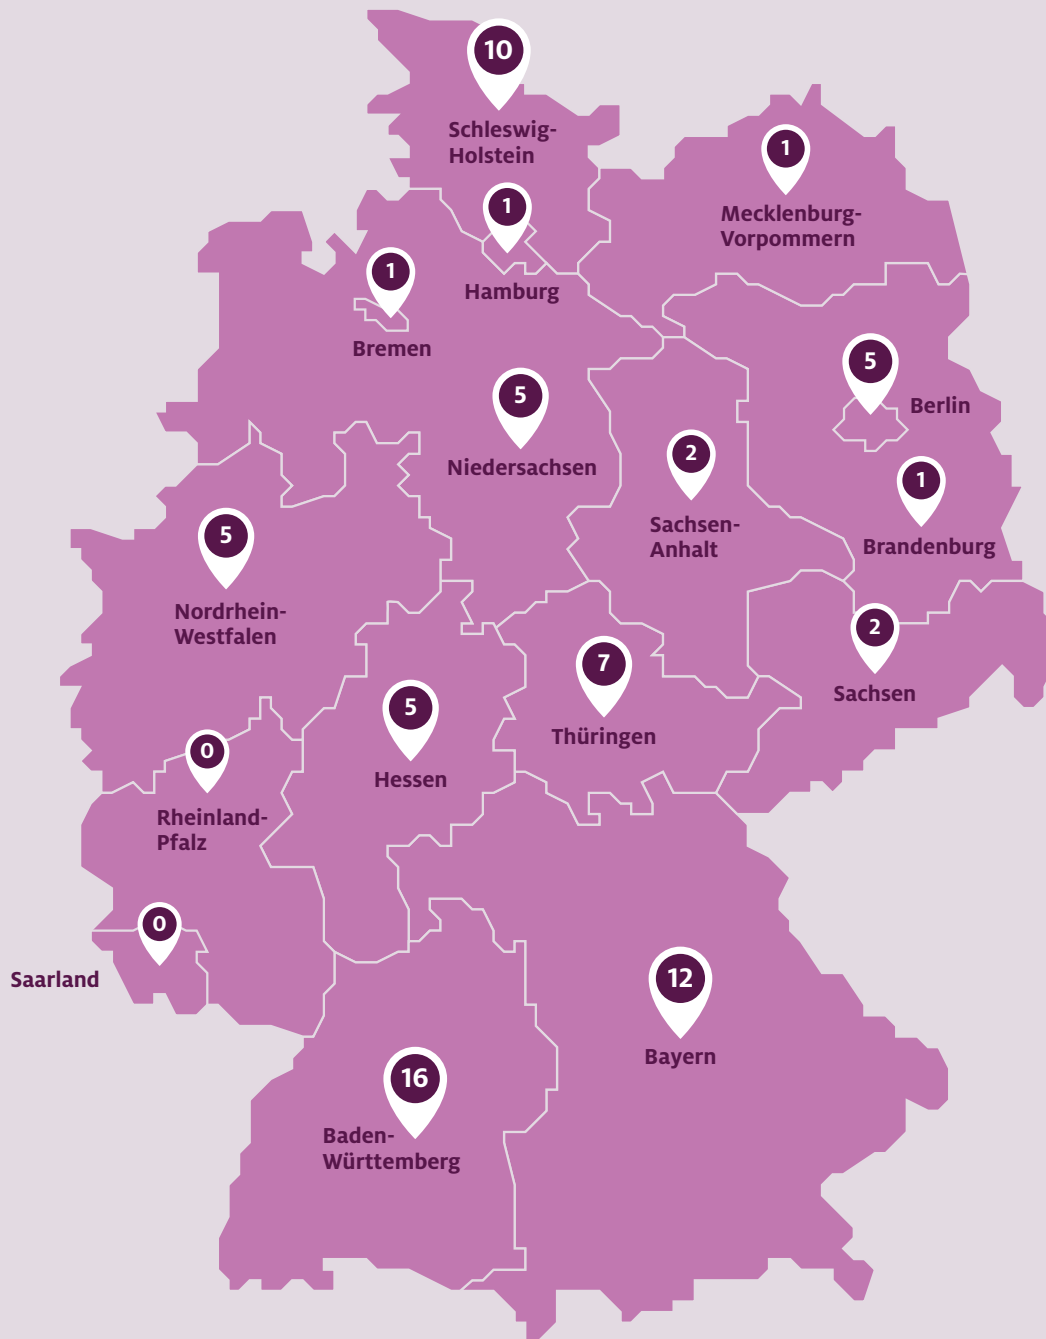 10
Schleswig-
Holstein
1
Mecklenburg-
Vorpommern
1
Hamburg
1
Bremen
5
Berlin
5
Niedersachsen
2
Sachsen-
Anhalt
1
Brandenburg
5
Nordrhein-
Westfalen
2
Sachsen
7
Thüringen
5
Hessen
0
Rheinland-
Pfalz
0
Saarland
12
Bayern
16
Baden-
Württemberg